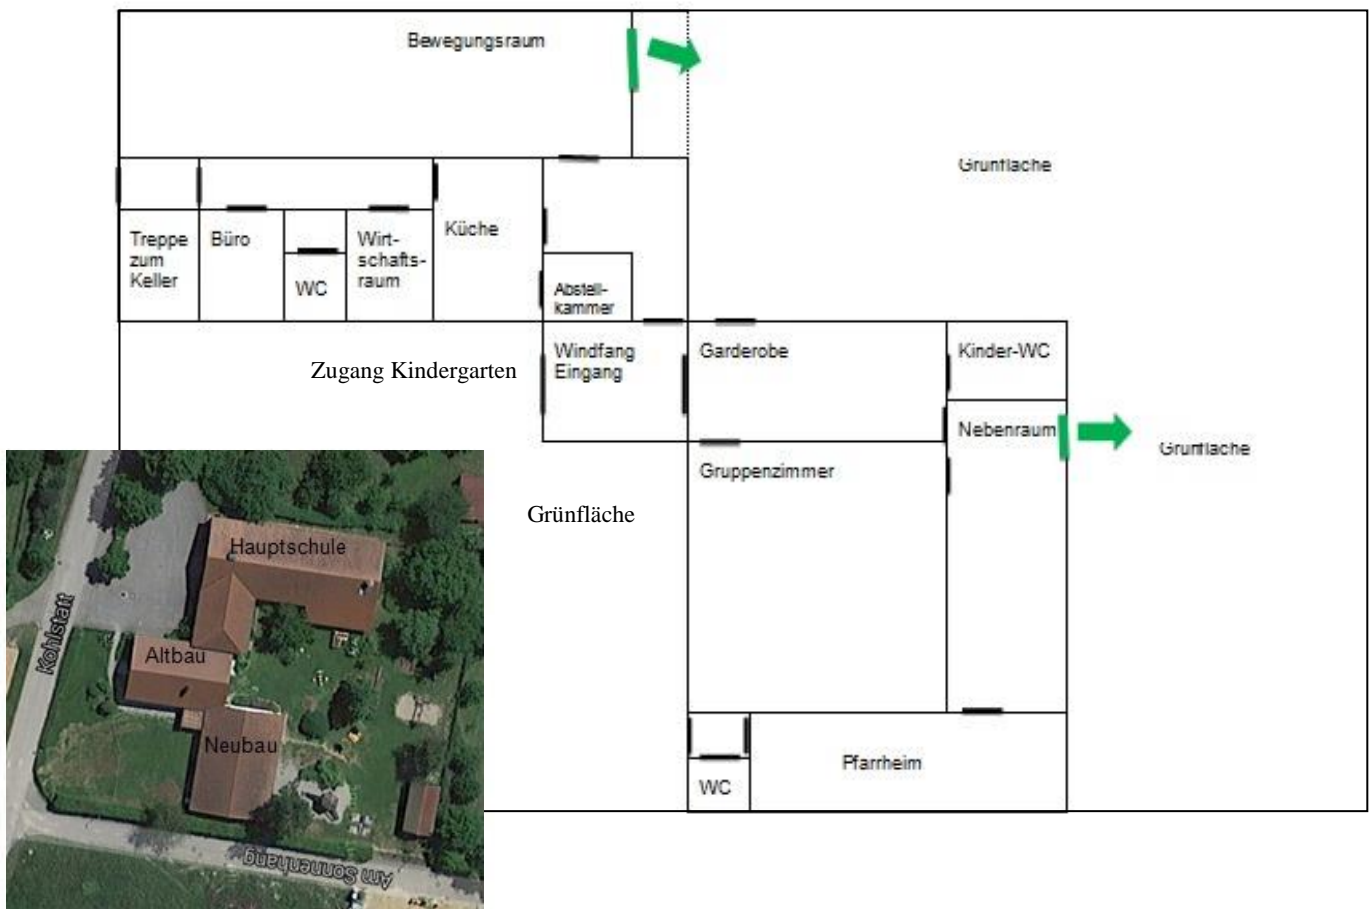 Bewegungsraum
Grünfläche
Treppe
zum
Keller
Büro
WC
Wirt-
schafts-
raum
Küche
Abstell-
kammer
Zugang Kindergarten
Windfang
Eingang
Garderobe
Kinder-WC
Nebenraum
Grünfläche
Gruppenzimmer
Grünfläche
Hauptschule
Kohlstatt
Altbau
Neubau
Am Sonnenhang
WC
Pfarrheim